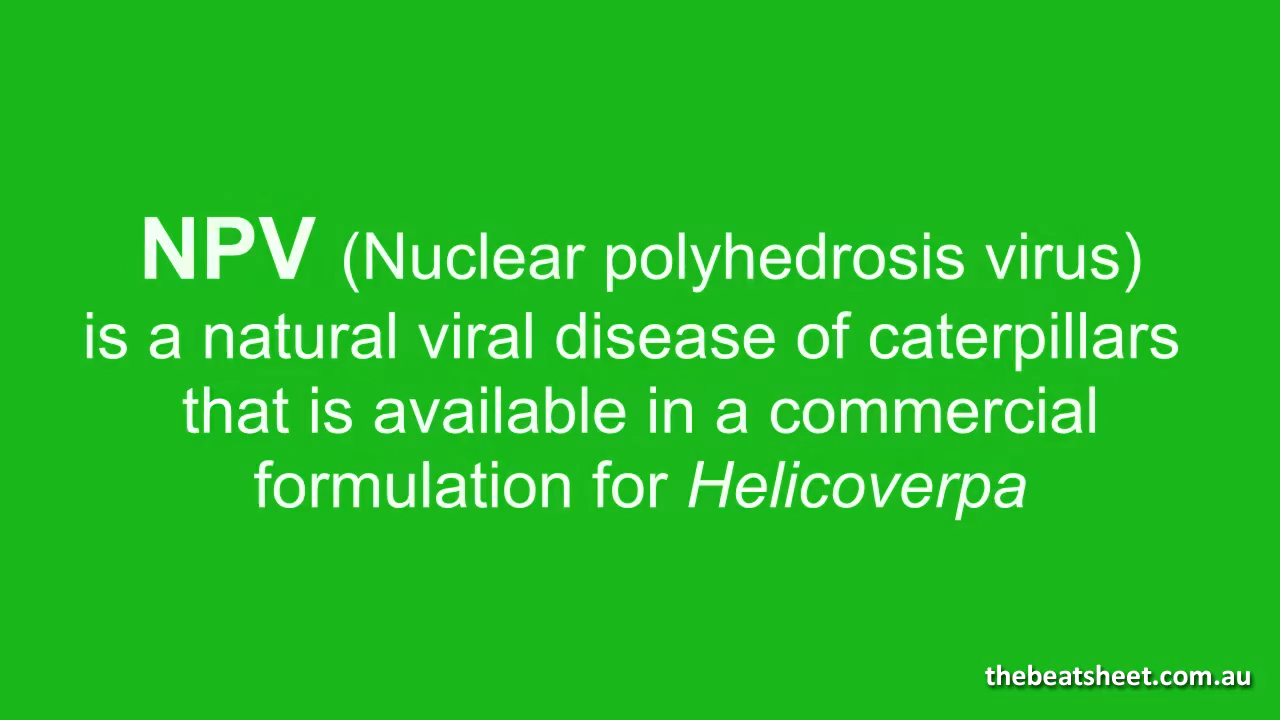 NPV (Nuclear polyhedrosis virus)
is a natural viral disease of caterpillars
that is available in a commercial
formulation for Helicoverpa
thebeatsheet.com.au